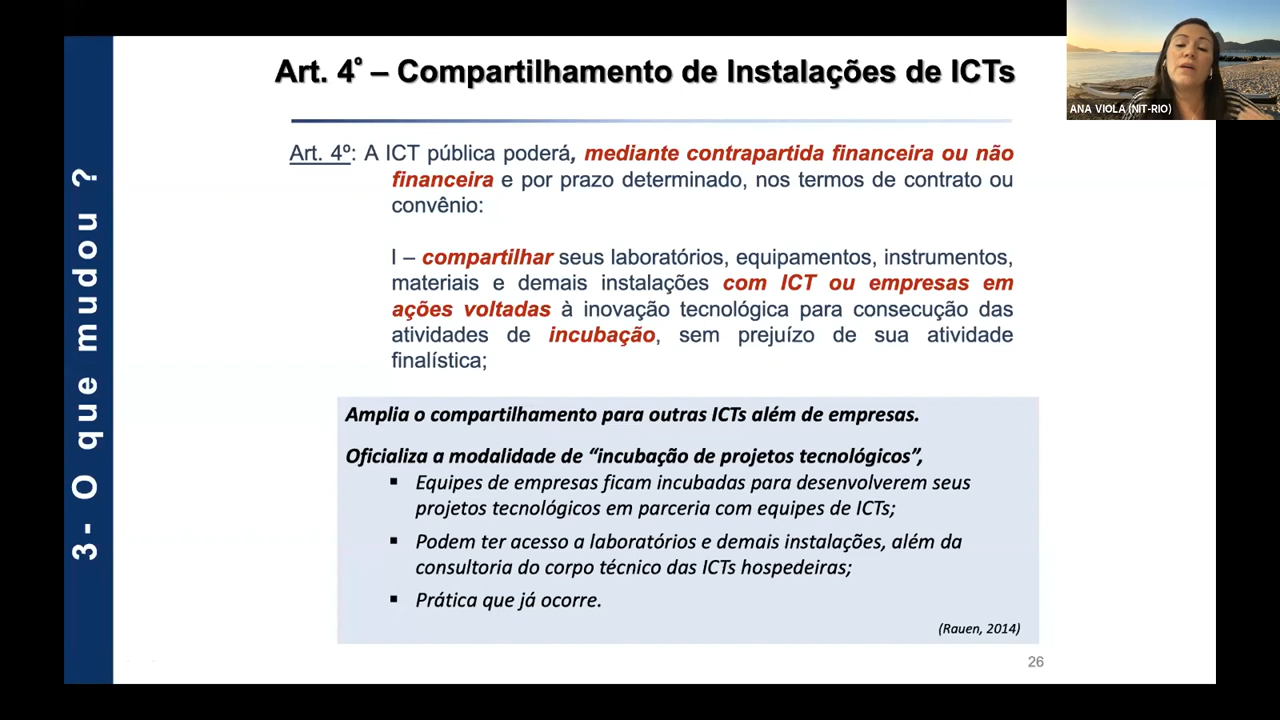 Art. 4º – Compartilhamento de Instalações de ICTs
ANA VIOLA (NIT-RIO)
3- O que mudou ?
Art. 4º: A ICT pública poderá, mediante contrapartida financeira ou não
financeira e por prazo determinado, nos termos de contrato ou
convênio:
I – compartilhar seus laboratórios, equipamentos, instrumentos,
materiais e demais instalações com ICT ou empresas em
ações voltadas à inovação tecnológica para consecução das
atividades de incubação, sem prejuízo de sua atividade
finalística;
Amplia o compartilhamento para outras ICTs além de empresas.
Oficializa a modalidade de “incubação de projetos tecnológicos”,
▪ Equipes de empresas ficam incubadas para desenvolverem seus
projetos tecnológicos em parceria com equipes de ICTs;
▪ Podem ter acesso a laboratórios e demais instalações, além da
consultoria do corpo técnico das ICTs hospedeiras;
▪ Prática que já ocorre.
(Rauen, 2014)
26